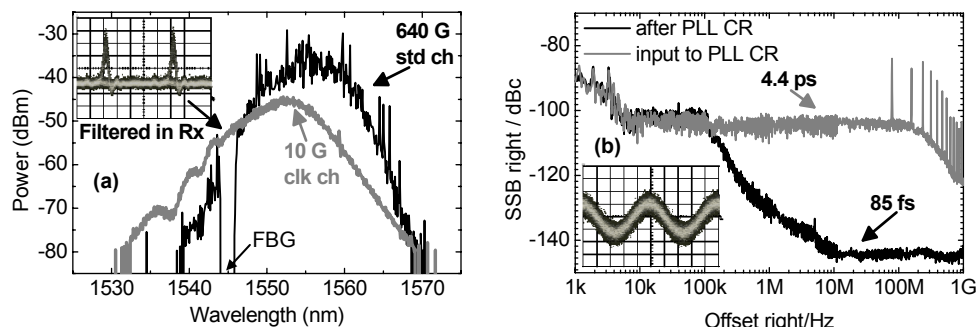 -30
-40
-50
-60
-70
-80
Power (dBm)
(a)
640 G
std ch
Filtered in Rx
10 G
clk ch
FBG
1530 1540 1550 1560 1570
Wavelength (nm)
-80
-100
-120
-140
SSB right / dBc
after PLL CR
input to PLL CR
4.4 ps
(b)
85 fs
1k 10k 100k 1M 10M 100M 1G
Offset right/Hz